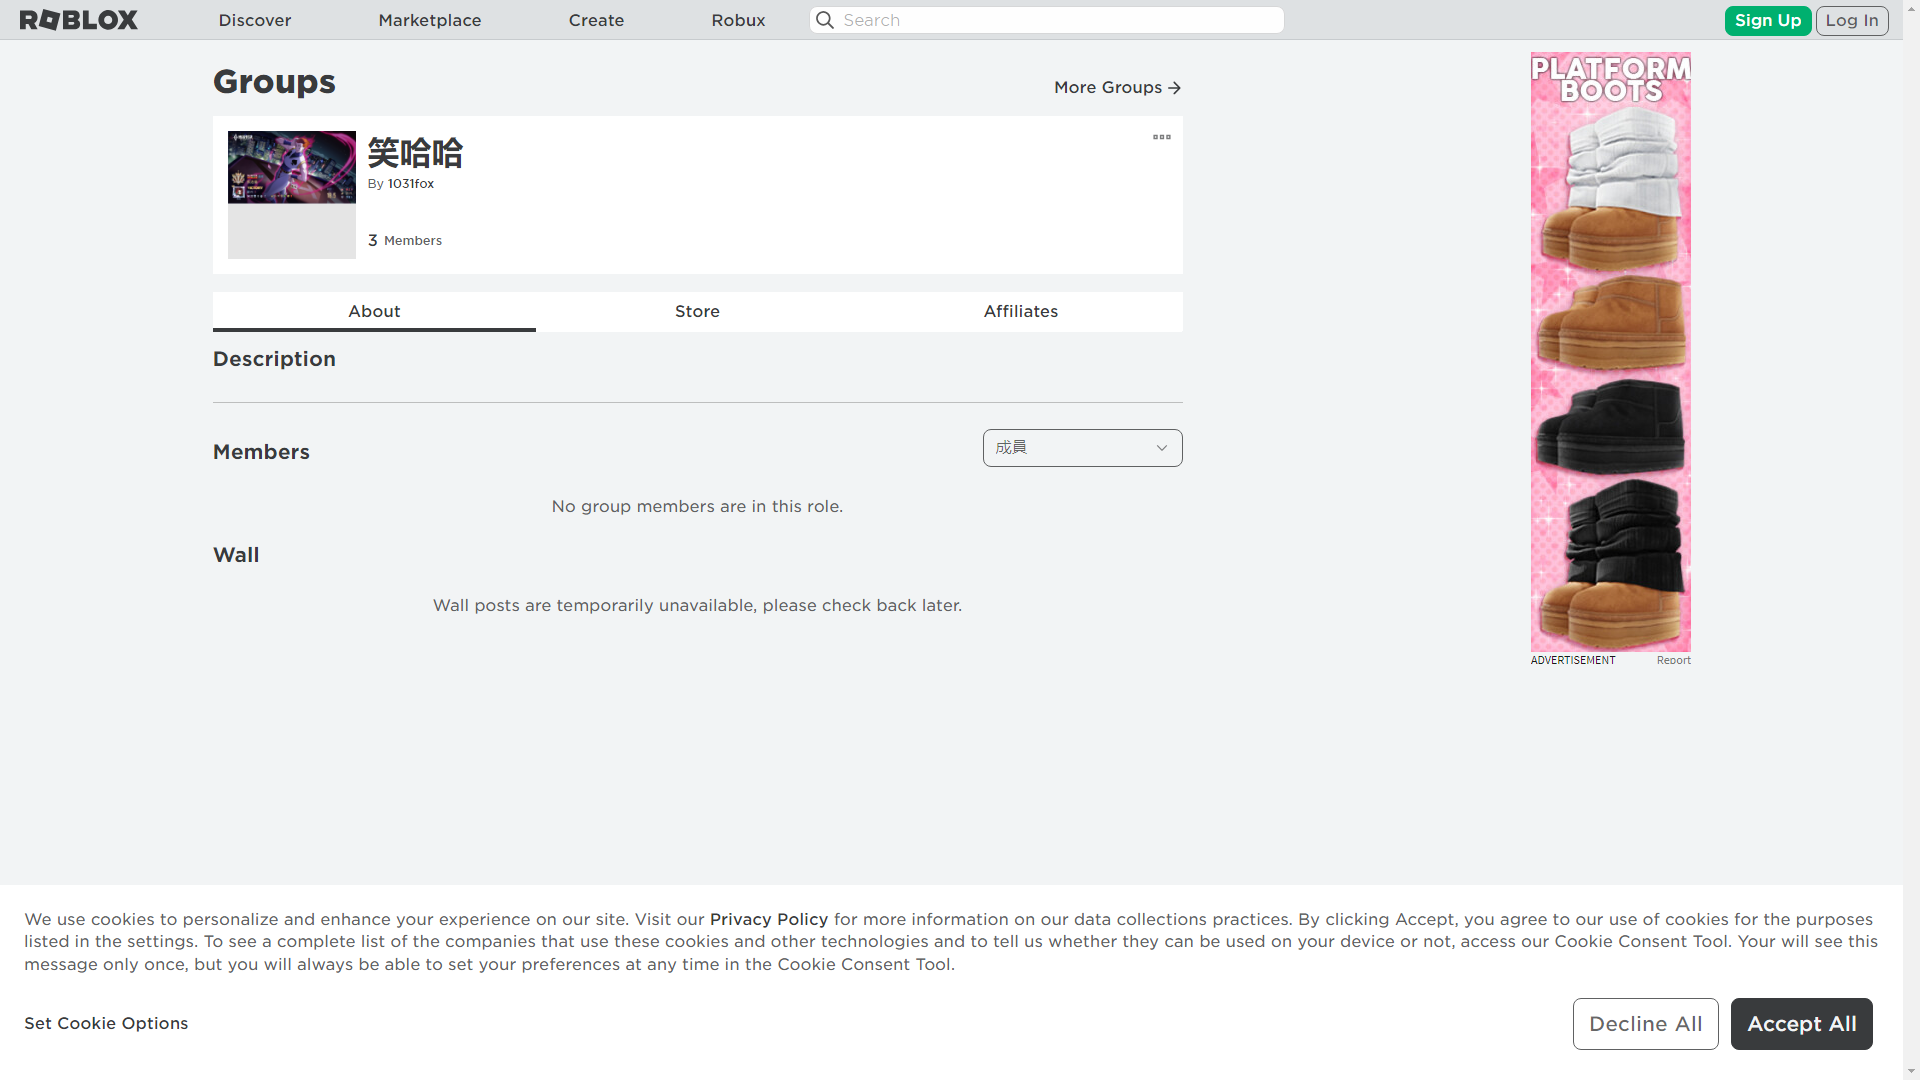 ROBLOX
Discover
Marketplace
Create
Robux
Search
Sign Up
Log In
Groups
More Groups
笑哈哈
By 1031fox
3 Members
About
Store
Affiliates
Description
Members
成員
No group members are in this role.
Wall
Wall posts are temporarily unavailable, please check back later.
PLATFORM
BOOTS
ADVERTISEMENT
Report
We use cookies to personalize and enhance your experience on our site. Visit our Privacy Policy for more information on our data collections practices. By clicking Accept, you agree to our use of cookies for the purposes
listed in the settings. To see a complete list of the companies that use these cookies and other technologies and to tell us whether they can be used on your device or not, access our Cookie Consent Tool. Your will see this
message only once, but you will always be able to set your preferences at any time in the Cookie Consent Tool.
Set Cookie Options
Decline All
Accept All